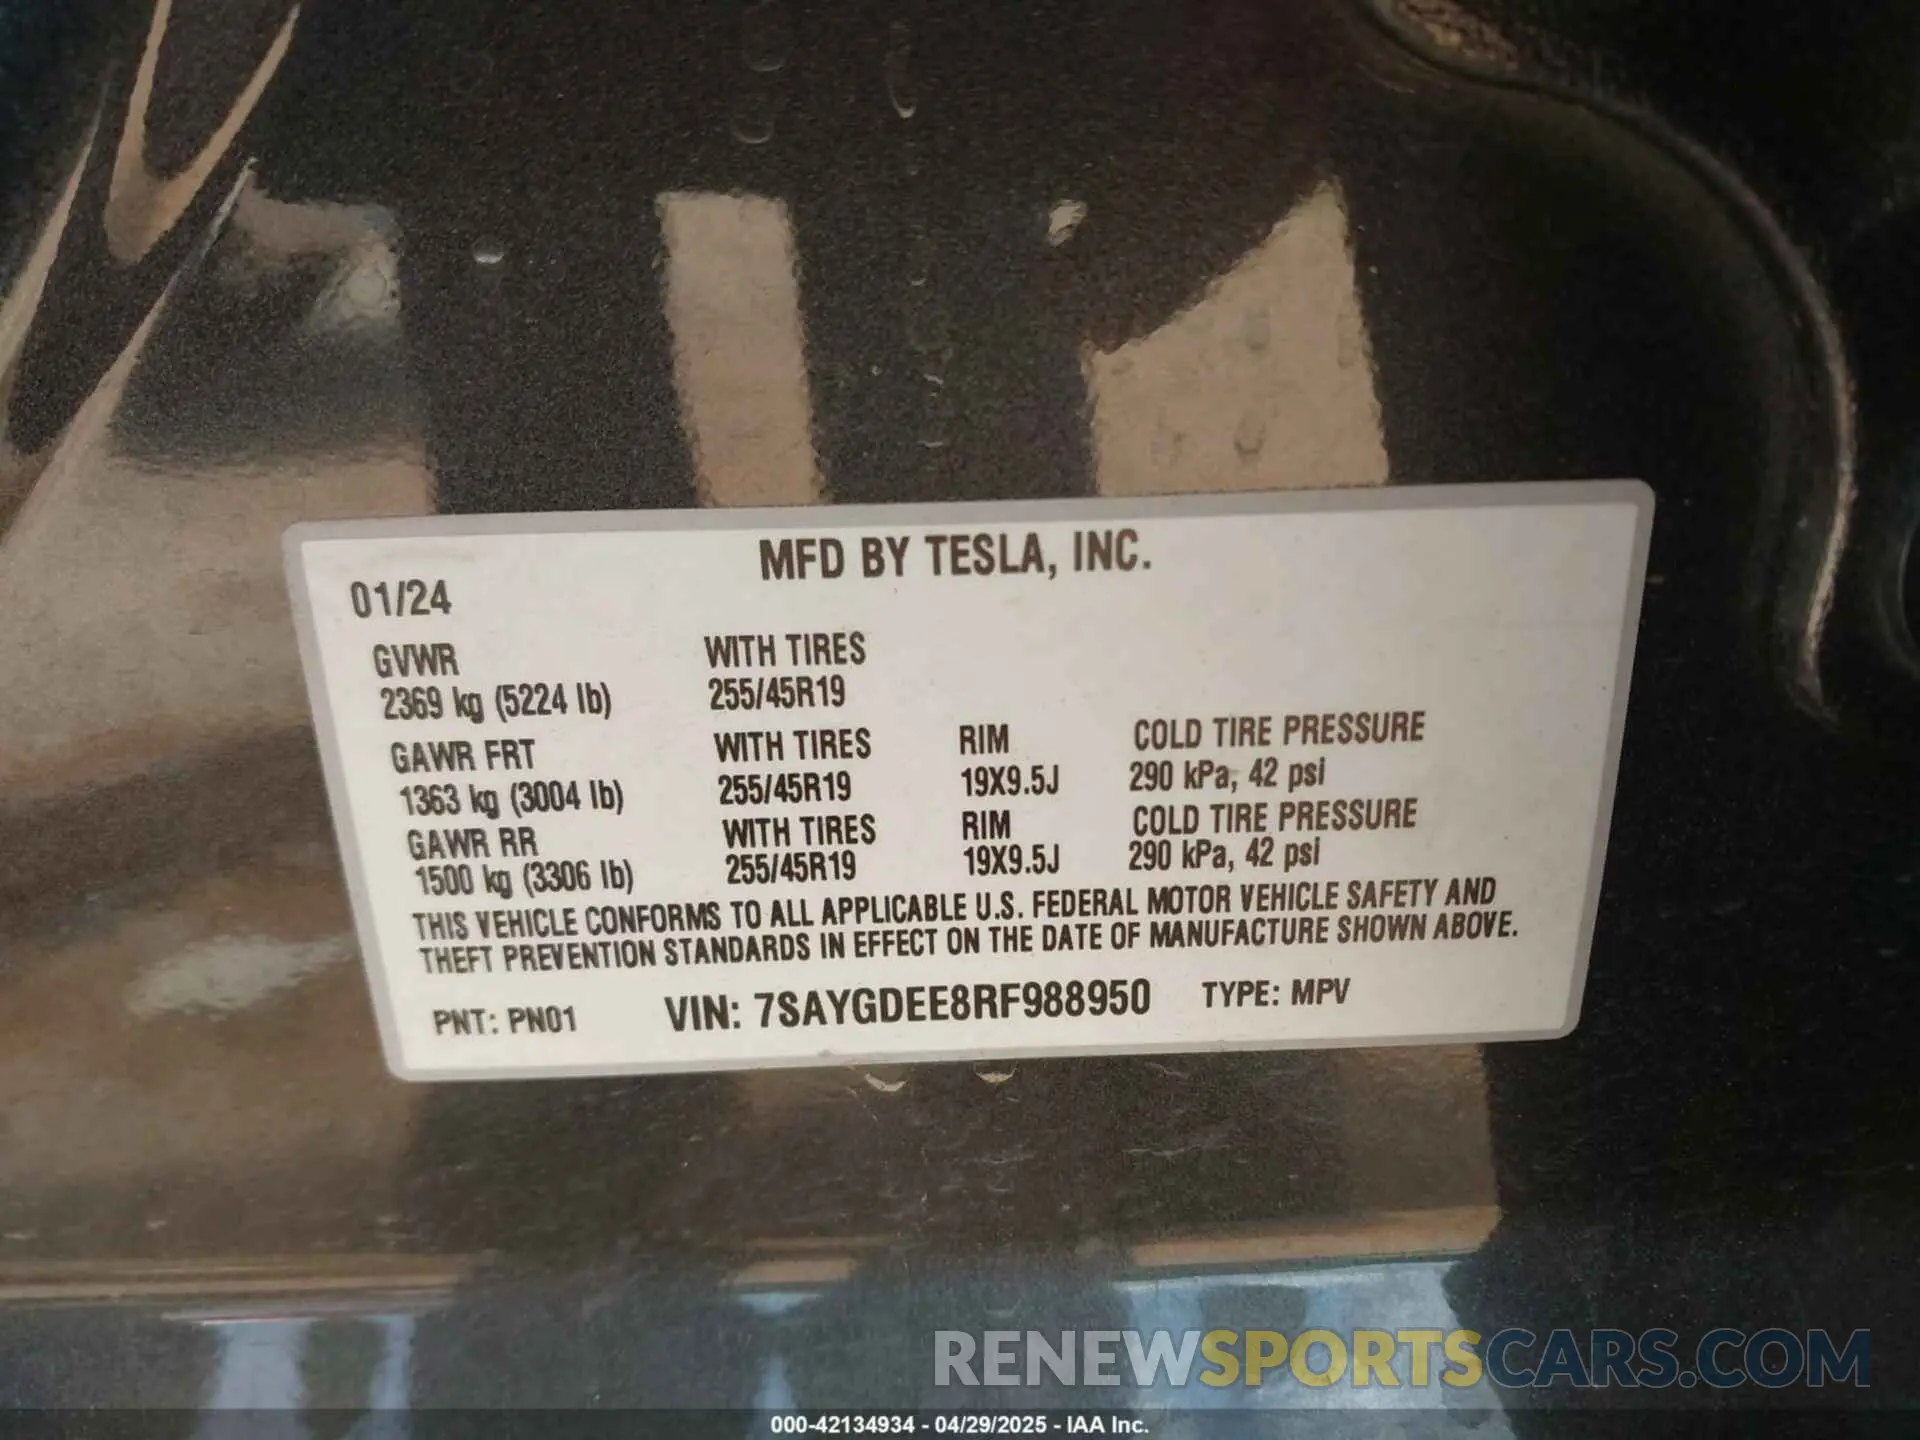 MFD BY TESLA, INC.
01/24
GVWR WITH TIRES
2369 kg (5224 lb) 255/45R19
GAWR FRT WITH TIRES RIM COLD TIRE PRESSURE
1363 kg (3004 lb) 255/45R19 19X9.5J 290 kPa, 42 psi
GAWR RR WITH TIRES RIM COLD TIRE PRESSURE
1500 kg (3306 lb) 255/45R19 19X9.5J 290 kPa, 42 psi
THIS VEHICLE CONFORMS TO ALL APPLICABLE U.S. FEDERAL MOTOR VEHICLE SAFETY AND
THEFT PREVENTION STANDARDS IN EFFECT ON THE DATE OF MANUFACTURE SHOWN ABOVE.
PNT: PN01 VIN: 7SAYGDEE8RF988950 TYPE: MPV
RENEWSPORTSCARS.COM
000-42134934 - 04/29/2025 - IAA Inc.